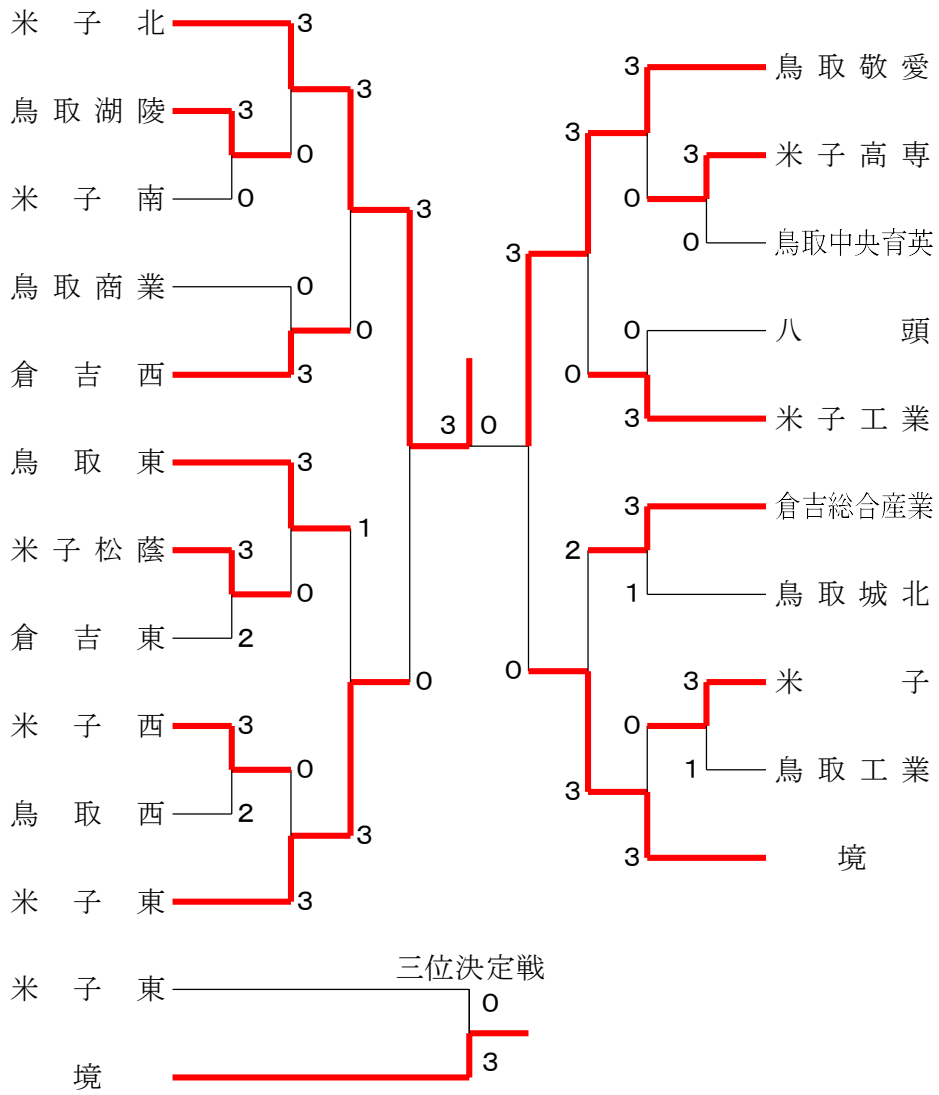 米子北
3
鳥取湖陵
3
0
米子南
0
3
鳥取商業
0
倉吉西
3
0
3
鳥取東
3
米子松蔭
3
0
倉吉東
2
1
米子西
3
0
鳥取西
2
米子東
3
3
0
3
0
鳥取敬愛
3
米子高専
3
0
鳥取中央育英
0
3
八頭
0
米子工業
3
0
3
倉吉総合産業
3
鳥取城北
1
2
米子
3
0
鳥取工業
1
境
3
3
0
三位決定戦
米子東
0
境
3